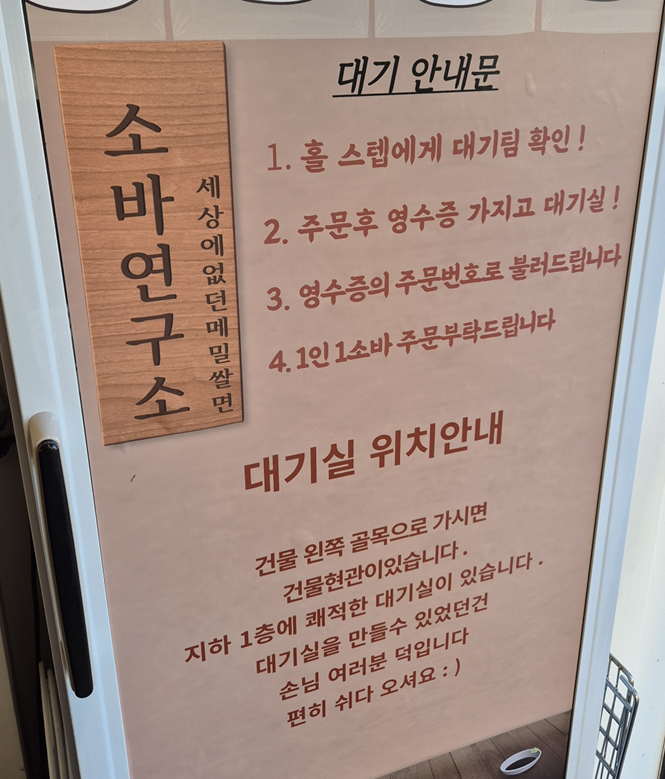 소바연구소
세상에없던메밀쌀면
대기 안내문
1. 홀 스텝에게 대기팀 확인 !
2. 주문후 영수증 가지고 대기실 !
3. 영수증의 주문번호로 불러드립니다
4. 1인 1소바 주문부탁드립니다
대기실 위치안내
건물 왼쪽 골목으로 가시면
건물현관이있습니다 .
지하 1층에 쾌적한 대기실이 있습니다 .
대기실을 만들수 있었던건
손님 여러분 덕입니다
편히 쉬다 오셔요 : )